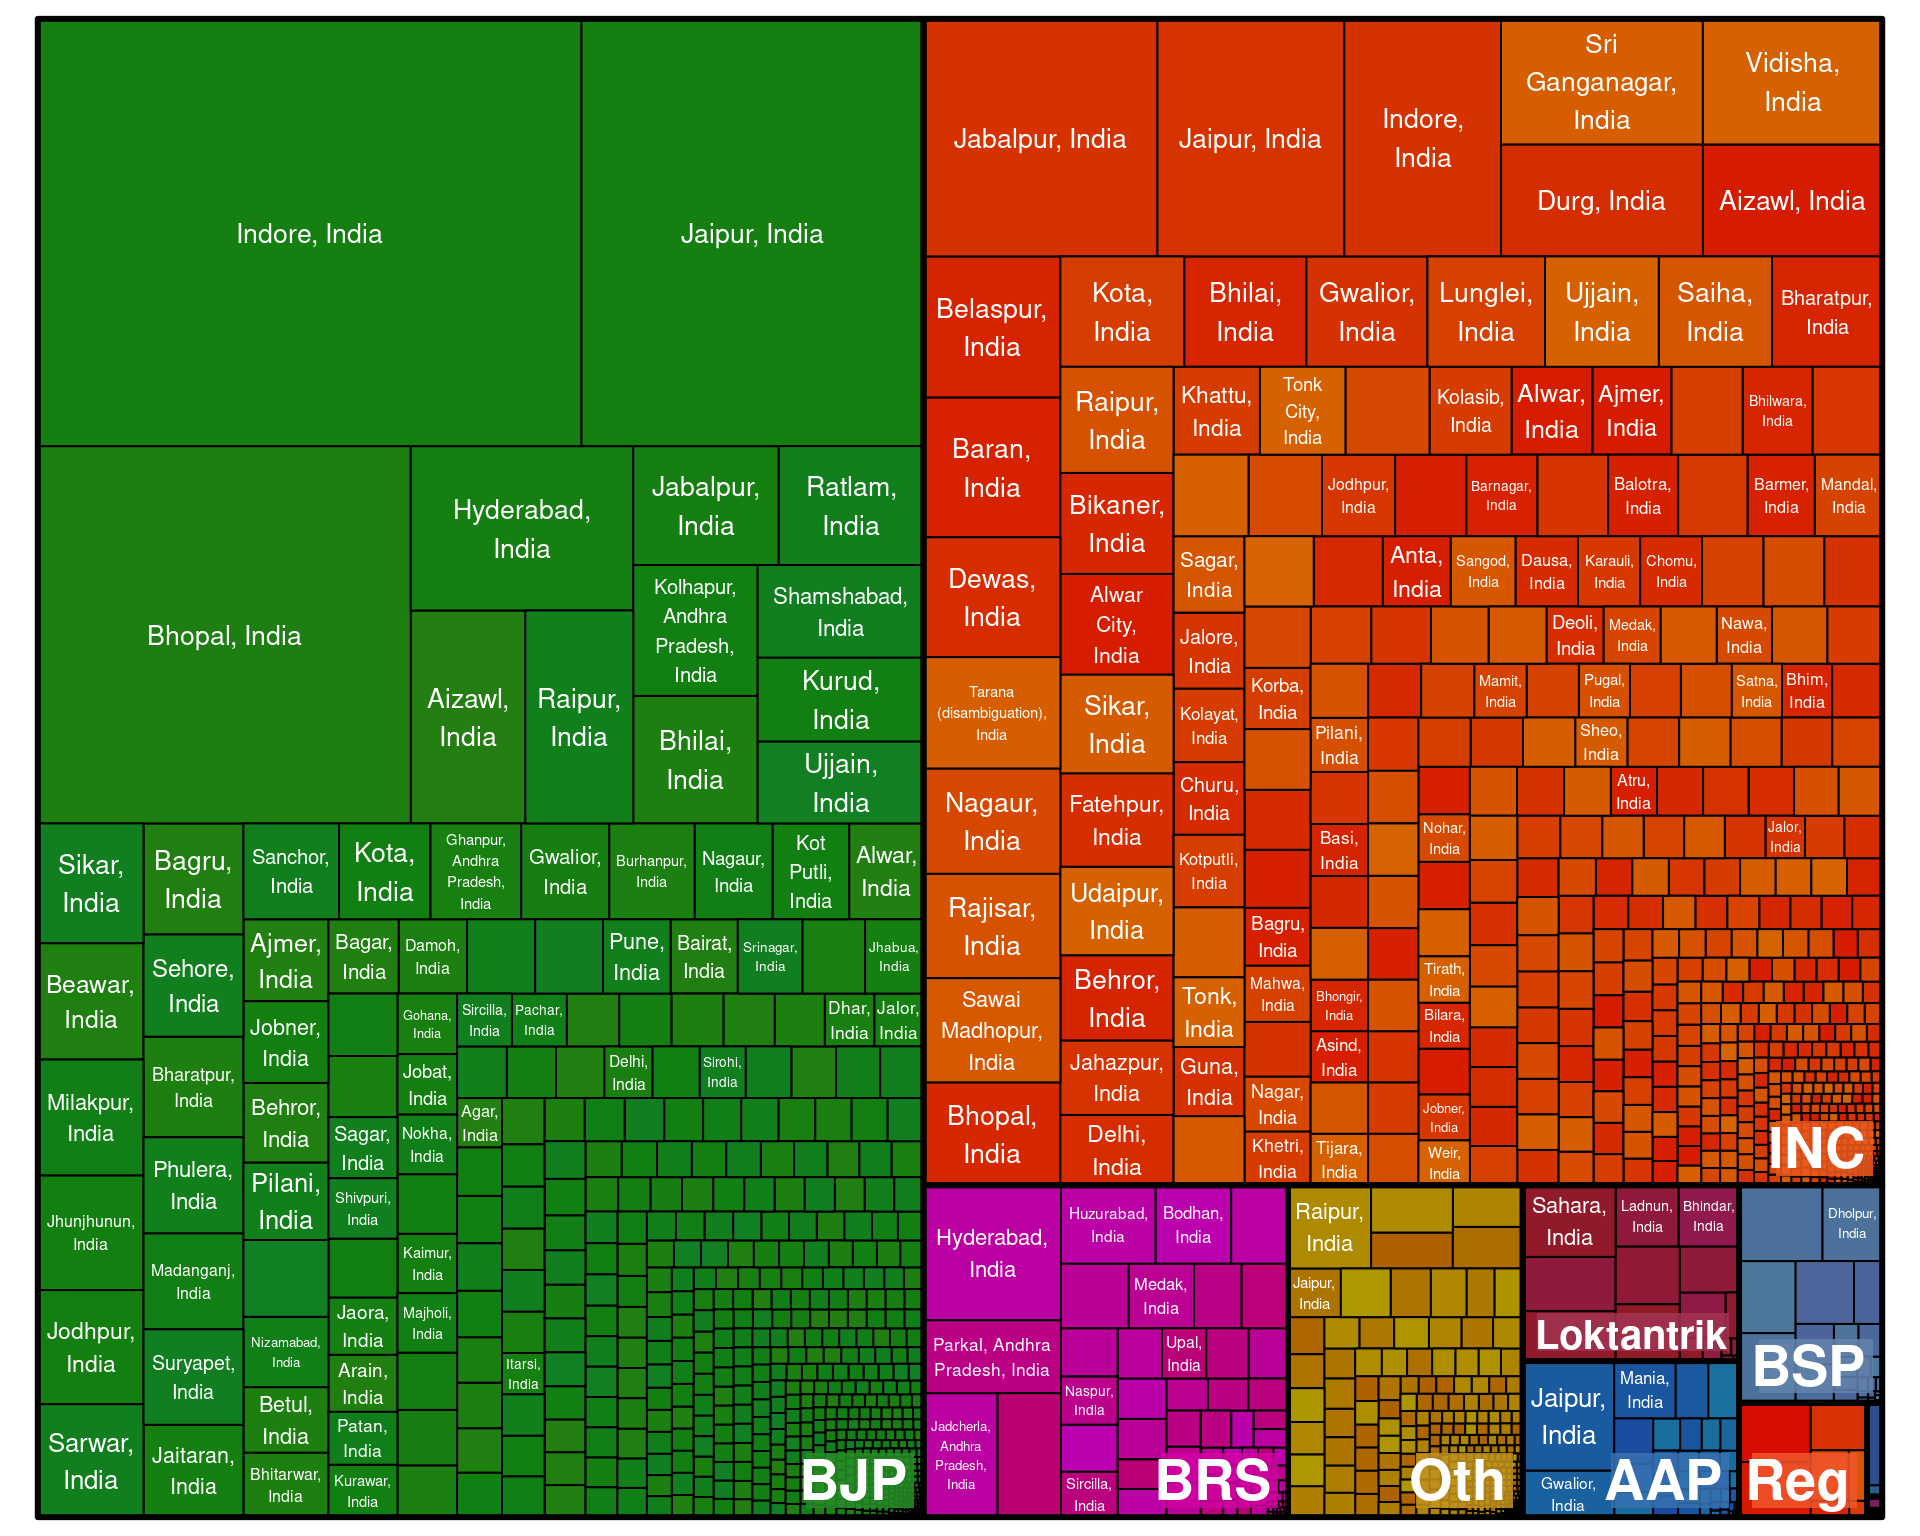 Indore, India
Jaipur, India
Bhopal, India
Hyderabad,
India
Jabalpur,
India
Ratlam,
India
Kolhapur,
Andhra
Pradesh,
India
Shamshabad,
India
Kurud,
India
Aizawl,
India
Raipur,
India
Bhilai,
India
Ujjain,
India
Sikar,
India
Bagru,
India
Sanchor,
India
Kota,
India
Ghanpur,
Andhra
Pradesh,
India
Gwalior,
India
Burhanpur,
India
Nagaur,
India
Kot
Putli,
India
Alwar,
India
Beawar,
India
Sehore,
India
Ajmer,
India
Bagar,
India
Damoh,
India
Pune,
India
Bairat,
India
Srinagar,
India
Jhabua,
India
Jobner,
India
Gohana,
India
Sircilla,
India
Pachar,
India
Dhar,
India
Jalor,
India
Milakpur,
India
Bharatpur,
India
Behror,
India
Jobat,
India
Delhi,
India
Sirohi,
India
Sagar,
India
Nokha,
India
Agar,
India
Phulera,
India
Pilani,
India
Shivpuri,
India
Jhunjhunun,
India
Madanganj,
India
Kaimur,
India
Jodhpur,
India
Suryapet,
India
Nizamabad,
India
Jaora,
India
Majholi,
India
Arain,
India
Itarsi,
India
Betul,
India
Patan,
India
Sarwar,
India
Jaitaran,
India
Bhitarwar,
India
Kurawar,
India
BJP
Jabalpur, India
Jaipur, India
Indore,
India
Sri
Ganganagar,
India
Vidisha,
India
Durg, India
Aizawl, India
Belaspur,
India
Kota,
India
Bhilai,
India
Gwalior,
India
Lunglei,
India
Ujjain,
India
Saiha,
India
Bharatpur,
India
Raipur,
India
Khattu,
India
Tonk
City,
India
Kolasib,
India
Alwar,
India
Ajmer,
India
Bhilwara,
India
Baran,
India
Bikaner,
India
Jodhpur,
India
Barnagar,
India
Balotra,
India
Barmer,
India
Mandal,
India
Dewas,
India
Alwar
City,
India
Sagar,
India
Anta,
India
Sangod,
India
Dausa,
India
Karauli,
India
Chomu,
India
Jalore,
India
Deoli,
India
Medak,
India
Nawa,
India
Tarana
(disambiguation),
India
Sikar,
India
Kolayat,
India
Korba,
India
Mamit,
India
Pugal,
India
Satna,
India
Bhim,
India
Pilani,
India
Sheo,
India
Nagaur,
India
Fatehpur,
India
Churu,
India
Atru,
India
Kotputli,
India
Basi,
India
Nohar,
India
Jalor,
India
Rajisar,
India
Udaipur,
India
Bagru,
India
Behror,
India
Tonk,
India
Mahwa,
India
Bhongir,
India
Tirath,
India
Bilara,
India
Sawai
Madhopur,
India
Jahazpur,
India
Guna,
India
Asind,
India
Nagar,
India
Jobner,
India
Bhopal,
India
Delhi,
India
Khetri,
India
Tijara,
India
Weir,
India
INC
Hyderabad,
India
Huzurabad,
India
Bodhan,
India
Medak,
India
Parkal, Andhra
Pradesh, India
Upal,
India
Naspur,
India
Jadcherla,
Andhra
Pradesh,
India
Sircilla,
India
BRS
Raipur,
India
Jaipur,
India
Oth
Sahara,
India
Ladnun,
India
Bhindar,
India
Loktantrik
Jaipur,
India
Mania,
India
Gwalior,
India
AAP
Dholpur,
India
BSP
Reg